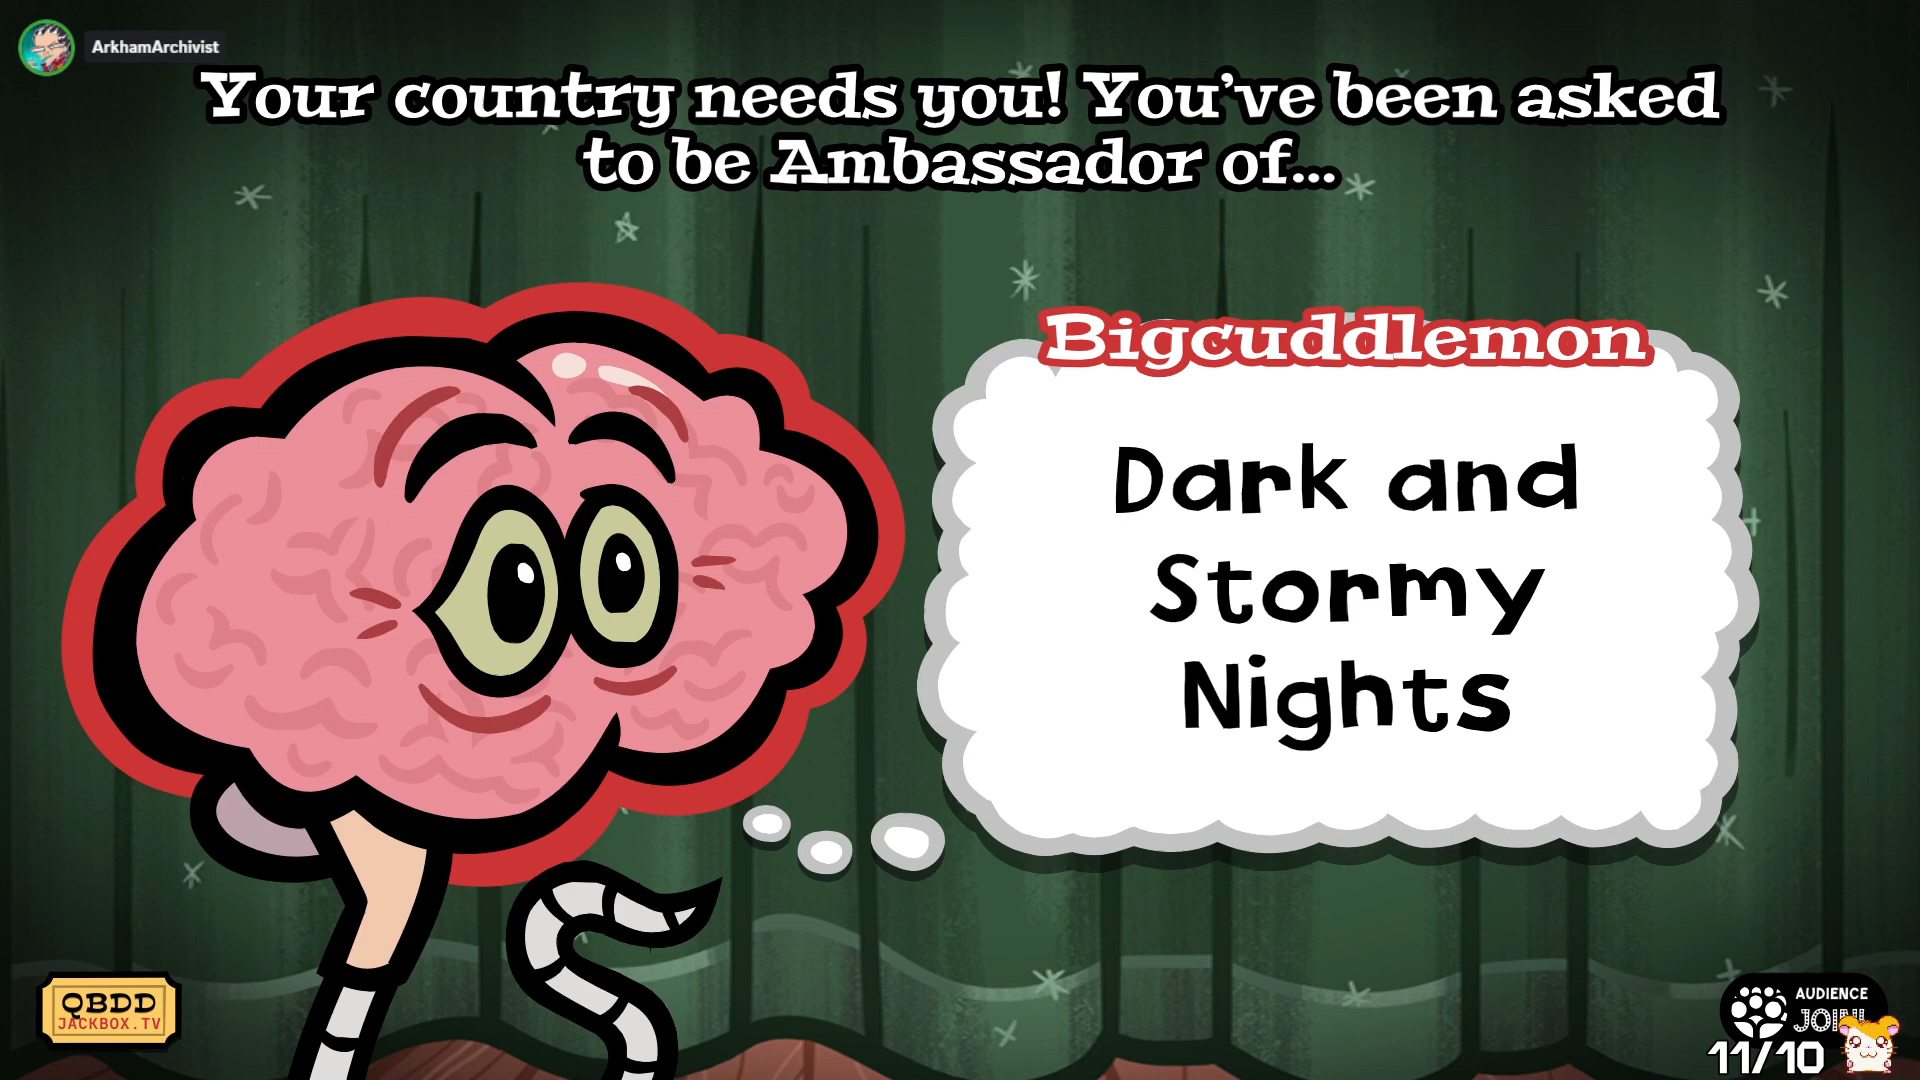 ArkhamArchivist
Your country needs you! You've been asked
to be Ambassador of...
Bigcuddlemon
Dark and
Stormy
Nights
QBDD
JACKBOX.TV
AUDIENCE
JOIN!
11/10